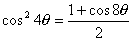 cos² 4θ = (1 + cos 8θ)/2